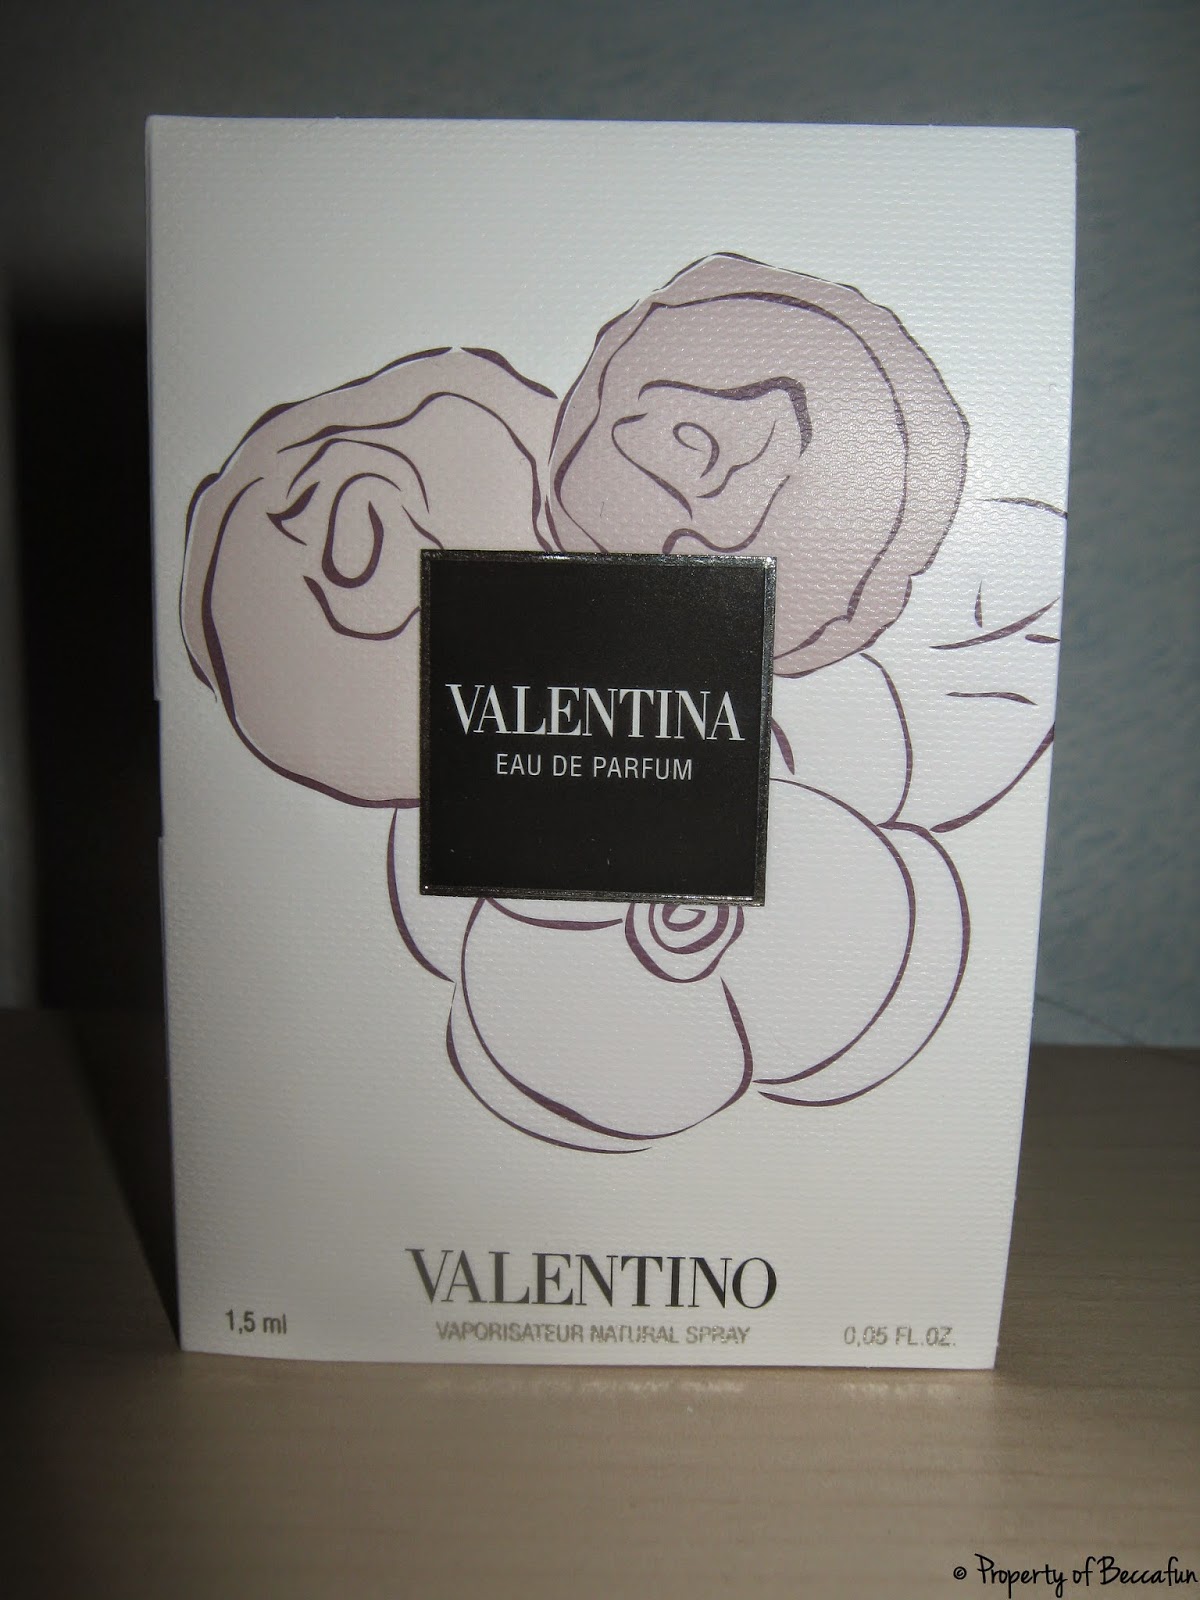 VALENTINA
EAU DE PARFUM
VALENTINO
1,5 ml
VAPORISATEUR NATURAL SPRAY
0,05 FL.OZ.
© Property of Beccafun